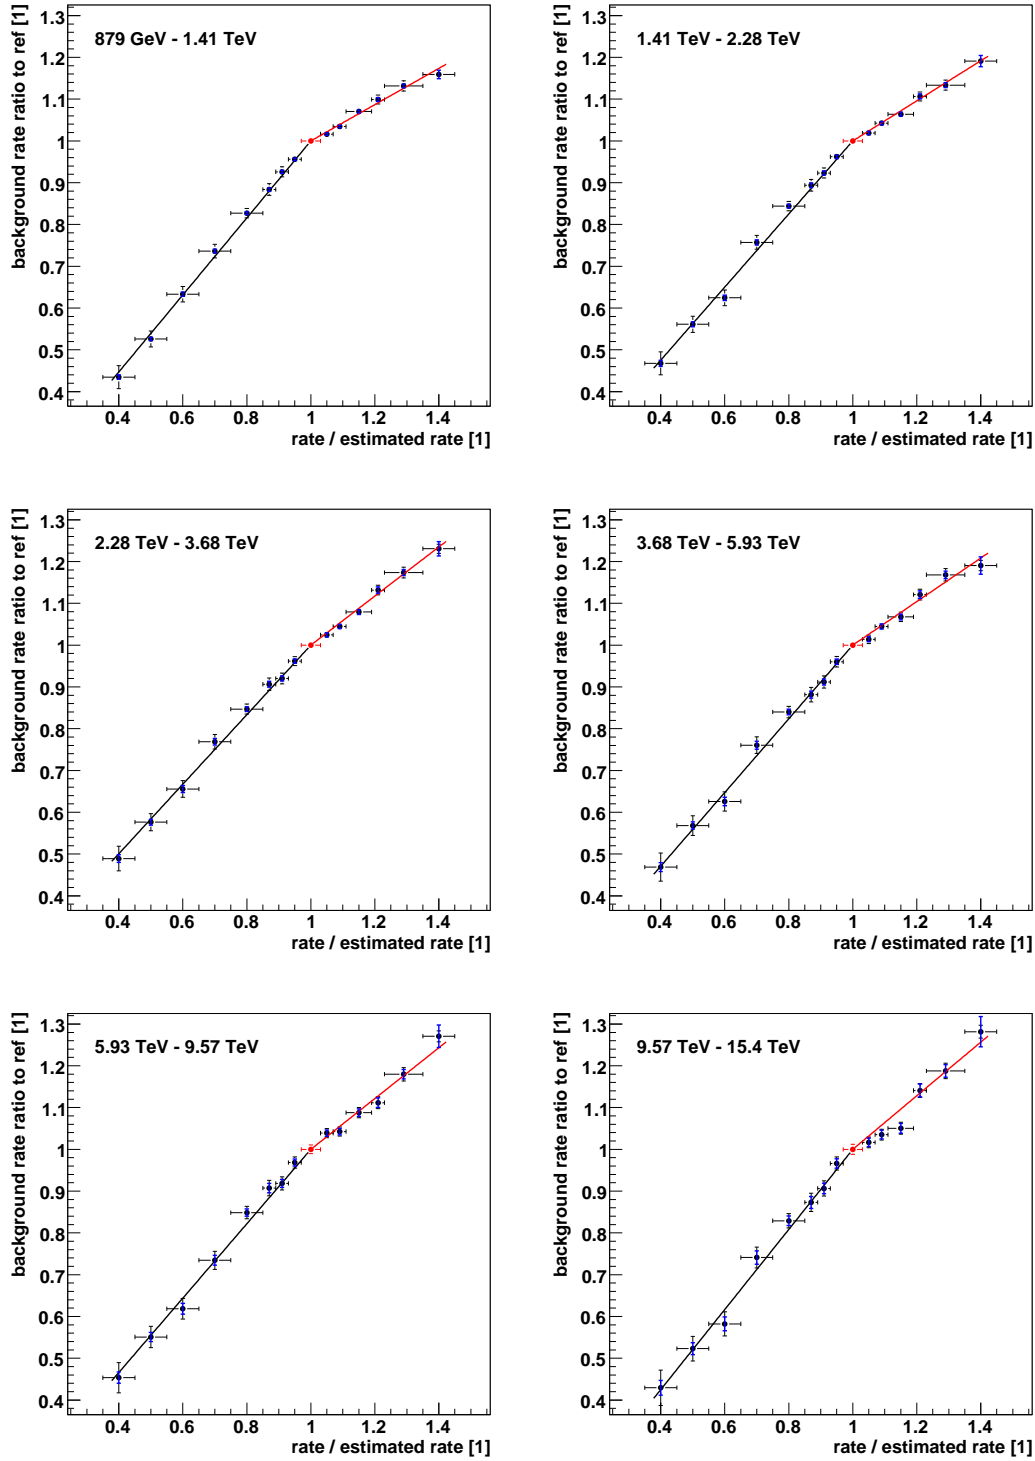 background rate ratio to ref [1]
1.3
1.2
1.1
1
0.9
0.8
0.7
0.6
0.5
0.4
879 GeV - 1.41 TeV
0.4 0.6 0.8 1 1.2 1.4
rate / estimated rate [1]
background rate ratio to ref [1]
1.3
1.2
1.1
1
0.9
0.8
0.7
0.6
0.5
0.4
1.41 TeV - 2.28 TeV
0.4 0.6 0.8 1 1.2 1.4
rate / estimated rate [1]
background rate ratio to ref [1]
1.3
1.2
1.1
1
0.9
0.8
0.7
0.6
0.5
0.4
2.28 TeV - 3.68 TeV
0.4 0.6 0.8 1 1.2 1.4
rate / estimated rate [1]
background rate ratio to ref [1]
1.3
1.2
1.1
1
0.9
0.8
0.7
0.6
0.5
0.4
3.68 TeV - 5.93 TeV
0.4 0.6 0.8 1 1.2 1.4
rate / estimated rate [1]
background rate ratio to ref [1]
1.3
1.2
1.1
1
0.9
0.8
0.7
0.6
0.5
0.4
5.93 TeV - 9.57 TeV
0.4 0.6 0.8 1 1.2 1.4
rate / estimated rate [1]
background rate ratio to ref [1]
1.3
1.2
1.1
1
0.9
0.8
0.7
0.6
0.5
0.4
9.57 TeV - 15.4 TeV
0.4 0.6 0.8 1 1.2 1.4
rate / estimated rate [1]